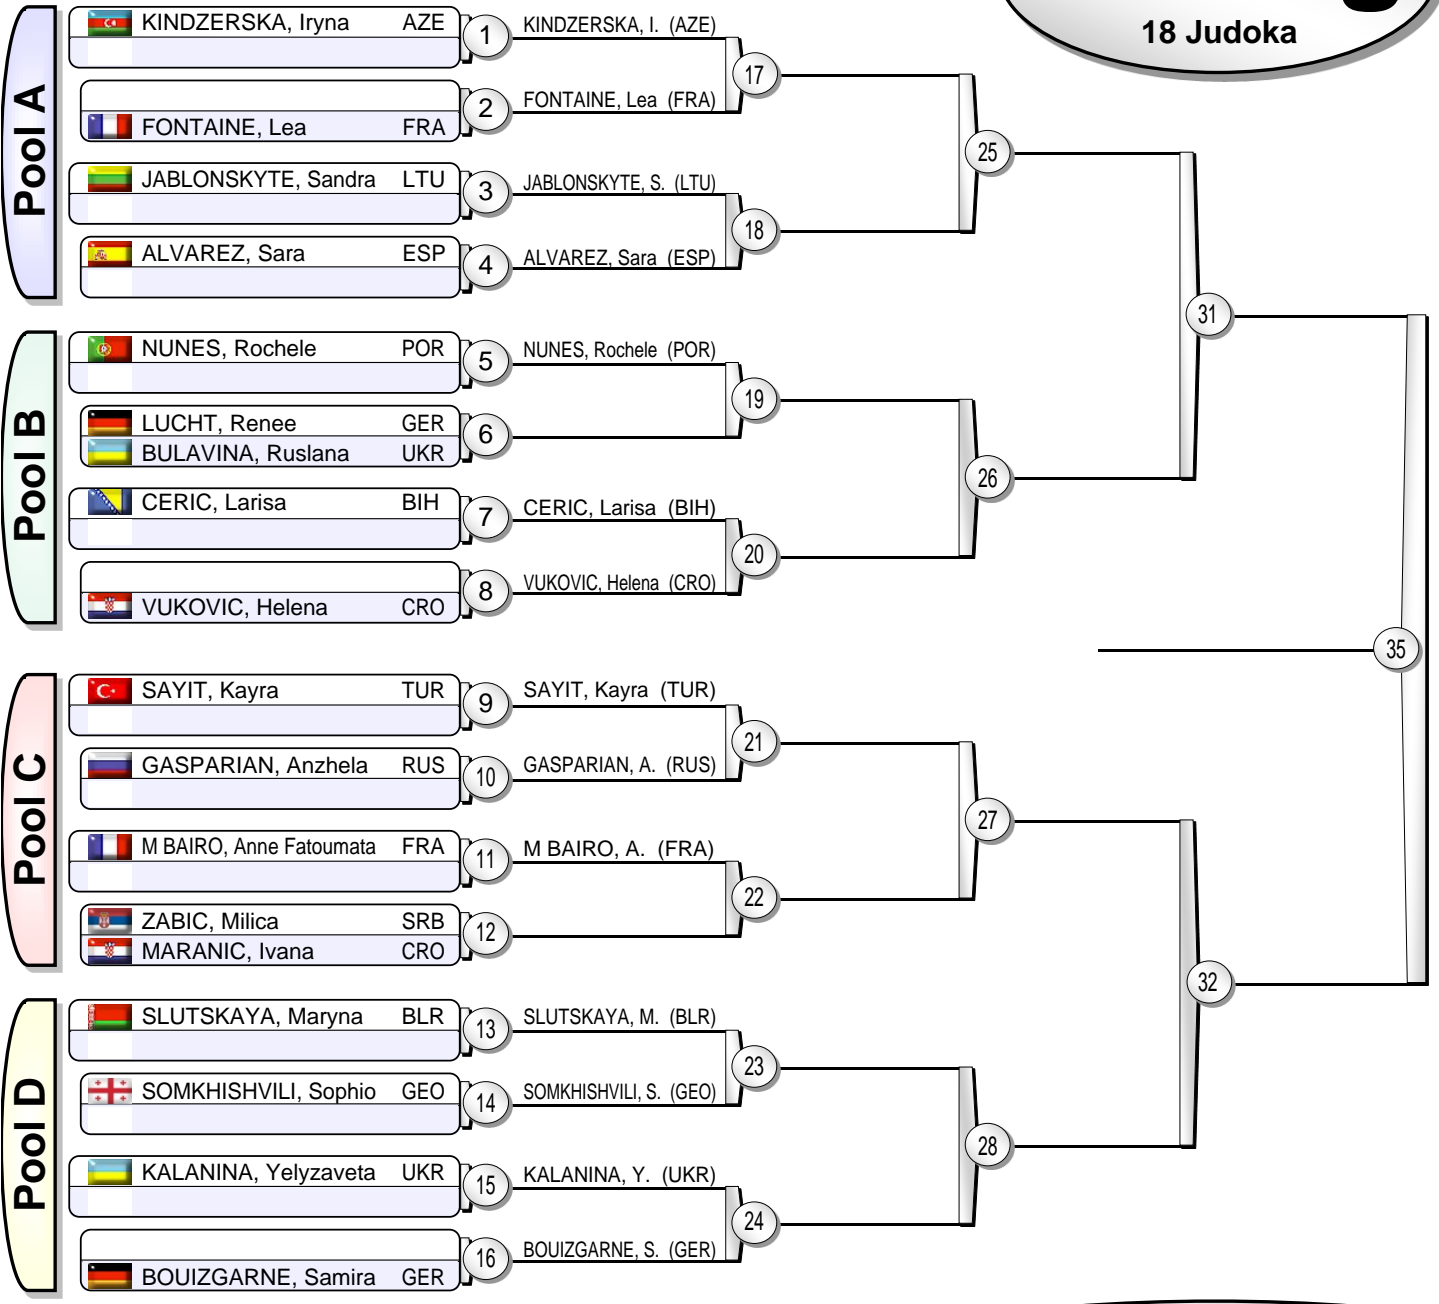 18 Judoka
Pool A
KINDZERSKA, Iryna AZE
1
KINDZERSKA, I. (AZE)
17
2
FONTAINE, Lea (FRA)
FONTAINE, Lea FRA
25
JABLONSKYTE, Sandra LTU
3
JABLONSKYTE, S. (LTU)
18
ALVAREZ, Sara ESP
4
ALVAREZ, Sara (ESP)
31
Pool B
NUNES, Rochele POR
5
NUNES, Rochele (POR)
19
LUCHT, Renee GER
6
BULAVINA, Ruslana UKR
26
CERIC, Larisa BIH
7
CERIC, Larisa (BIH)
20
8
VUKOVIC, Helena (CRO)
VUKOVIC, Helena CRO
35
Pool C
SAYIT, Kayra TUR
9
SAYIT, Kayra (TUR)
21
GASPARIAN, Anzhela RUS
10
GASPARIAN, A. (RUS)
27
M BAIRO, Anne Fatoumata FRA
11
M BAIRO, A. (FRA)
22
ZABIC, Milica SRB
12
MARANIC, Ivana CRO
32
Pool D
SLUTSKAYA, Maryna BLR
13
SLUTSKAYA, M. (BLR)
23
SOMKHISHVILI, Sophio GEO
14
SOMKHISHVILI, S. (GEO)
28
KALANINA, Yelyzaveta UKR
15
KALANINA, Y. (UKR)
24
16
BOUIZGARNE, S. (GER)
BOUIZGARNE, Samira GER